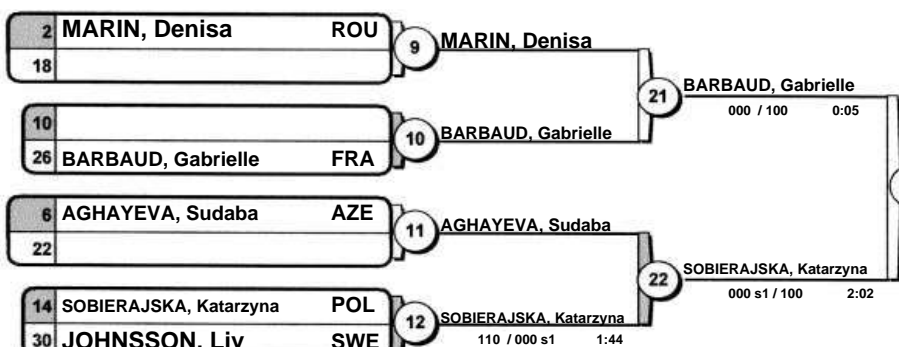 2 MARIN, Denisa ROU
18
9
MARIN, Denisa
10
26 BARBAUD, Gabrielle FRA
10
BARBAUD, Gabrielle
21
BARBAUD, Gabrielle
000 / 100 0:05
6 AGHAYEVA, Sudaba AZE
22
11
AGHAYEVA, Sudaba
14 SOBIERAJSKA, Katarzyna POL
30 JOHNSSON, Liv SWE
12
SOBIERAJSKA, Katarzyna
110 / 000 s1 1:44
22
SOBIERAJSKA, Katarzyna
000 s1 / 100 2:02